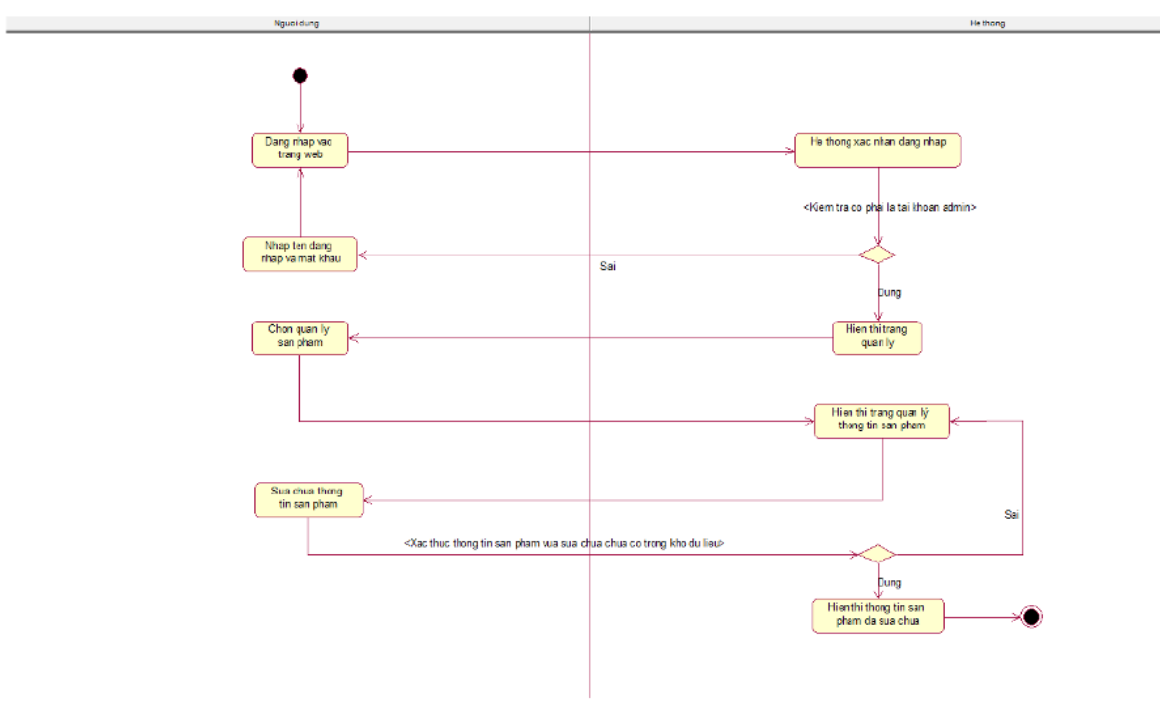 Nguoi dung
He thong
Dang nhap vao
trang web
He thong xac nhan dang nhap
<Kiem tra co phai la tai khoan admin>
Nhap ten dang
nhap va mat khau
Sai
Dung
Chon quan ly
san pham
Hien thi trang
quan ly
Hien thi trang quan lý
thong tin san pham
Sua chua thong
tin san pham
Sai
<Xac thuc thong tin san pham vua sua chua chua co trong kho du lieu>
Dung
Hien thi thong tin san
pham da sua chua